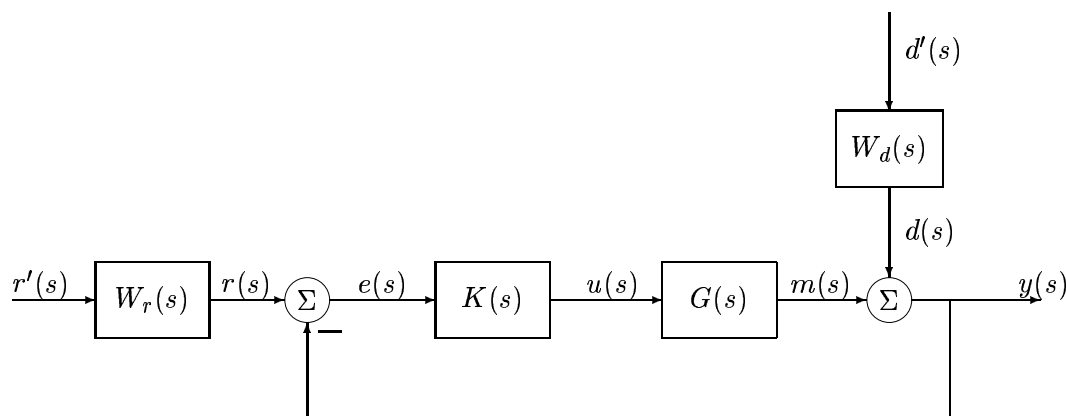 d′(s)
W_d(s)
d(s)
r′(s)
W_r(s)
r(s)
Σ
e(s)
K(s)
u(s)
G(s)
m(s)
Σ
y(s)
−